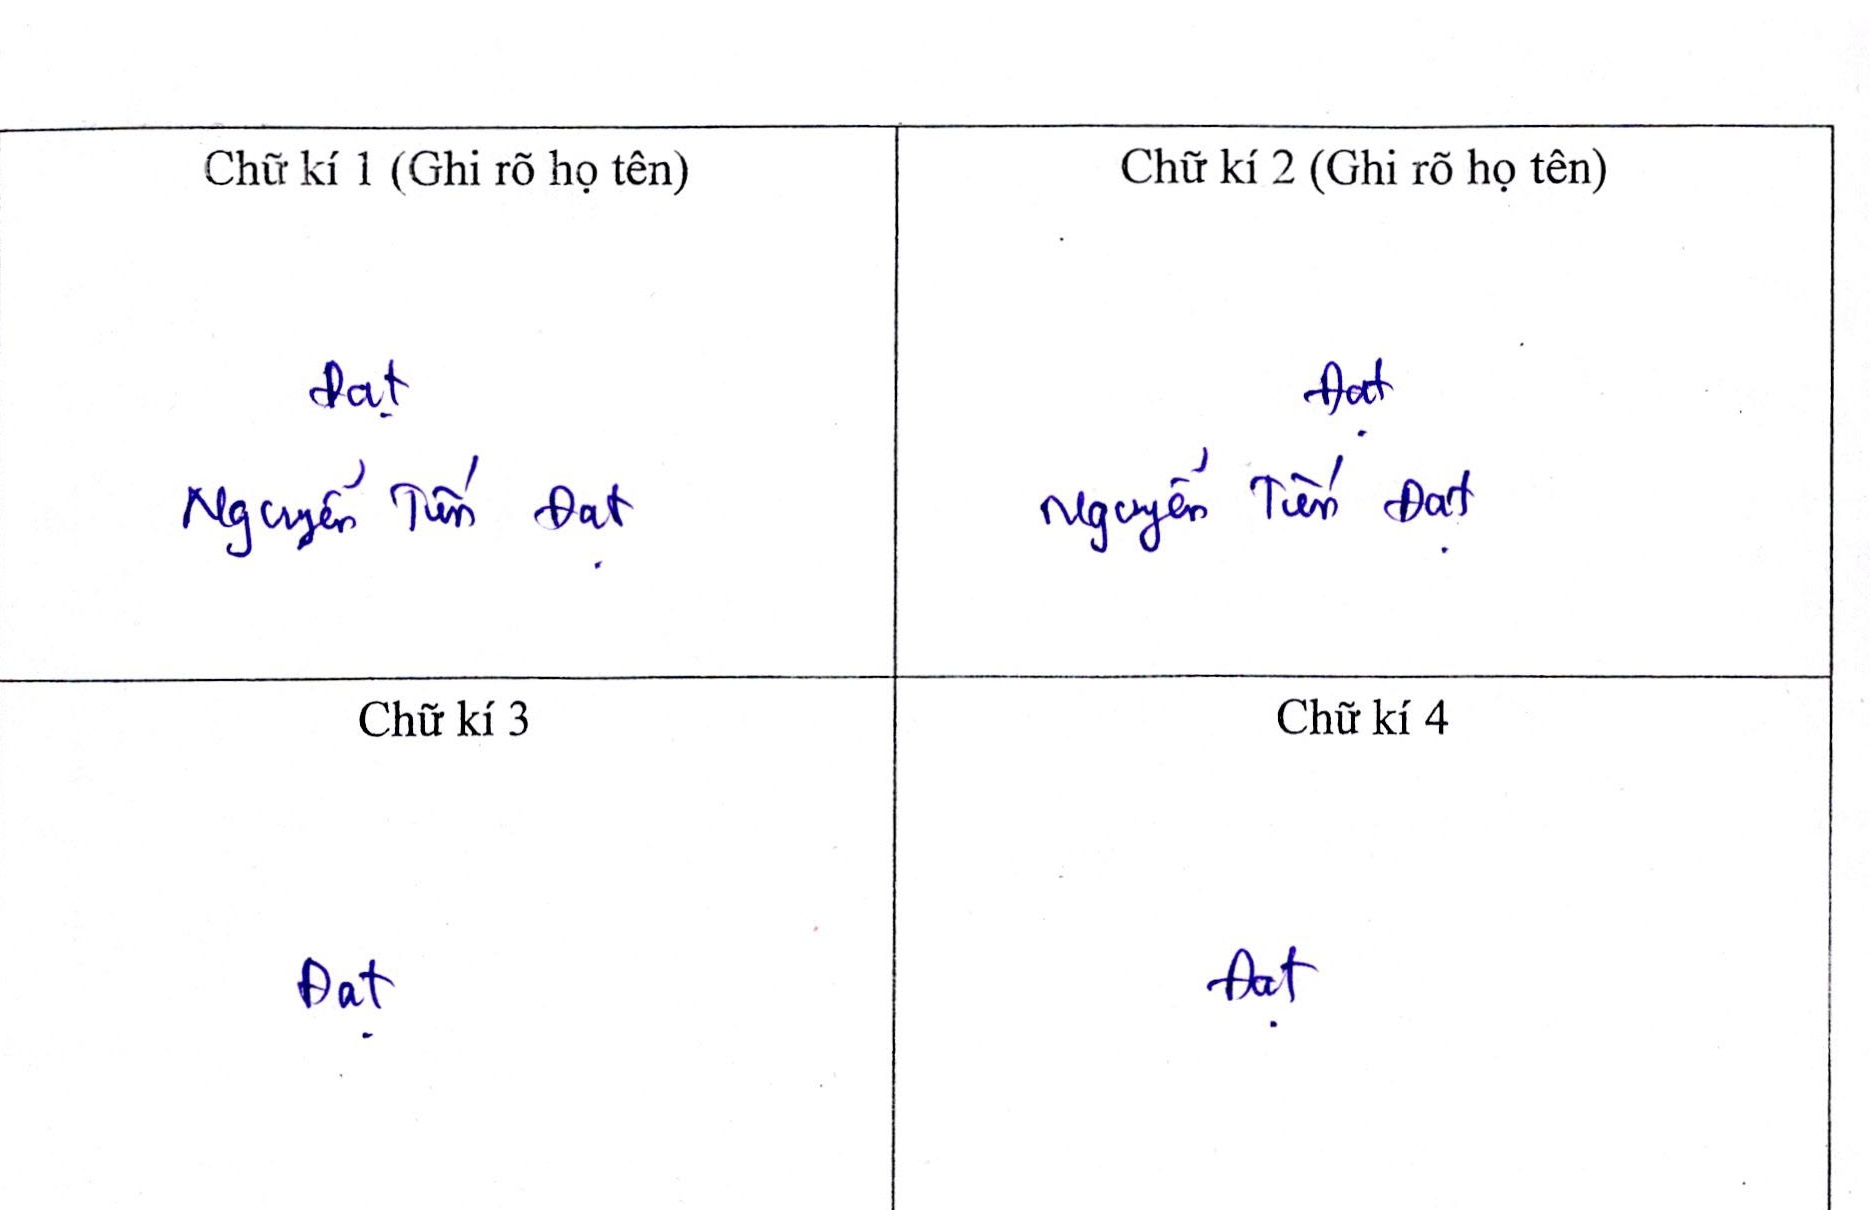 Chữ kí 1 (Ghi rõ họ tên)
Đạt
Nguyễn Tiến Đạt
Chữ kí 2 (Ghi rõ họ tên)
Đạt
Nguyễn Tiến Đạt
Chữ kí 3
Đạt
Chữ kí 4
Đạt